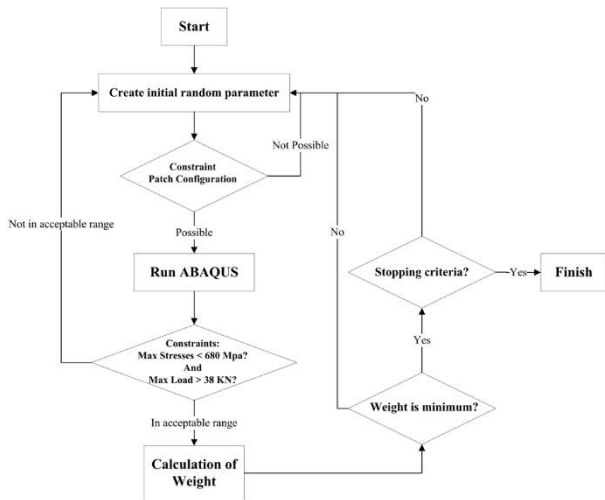 Start
Create initial random parameter
No
Not Possible
Constraint
Patch Configuration
Not in acceptable range
No
Possible
Run ABAQUS
Stopping criteria?
Yes
Finish
Constraints:
Max Stresses < 680 Mpa?
And
Max Load > 38 KN?
Yes
Weight is minimum?
In acceptable range
Calculation of
Weight